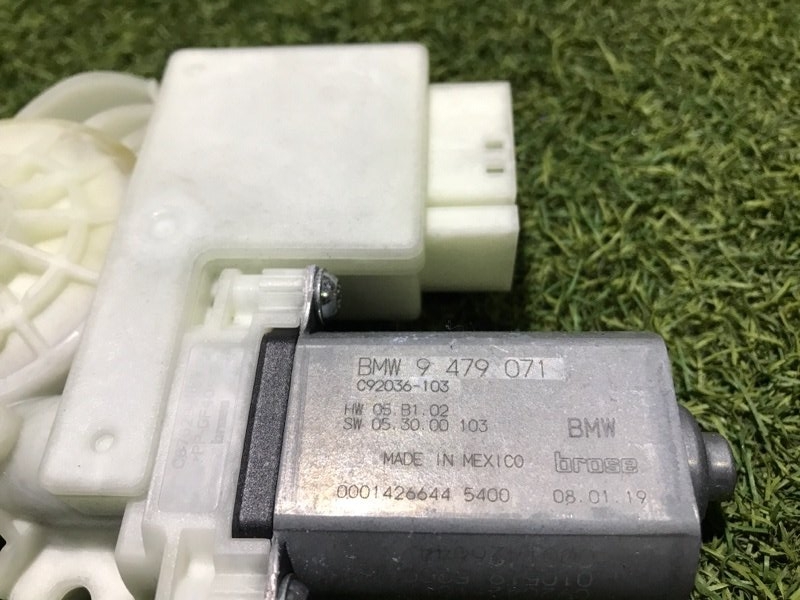 BMW 9 479 071
C92036-103
HW 05.B1.02
SW 05.30.00 103
BMW
MADE IN MEXICO
brose
0001426644 5400
08.01.19